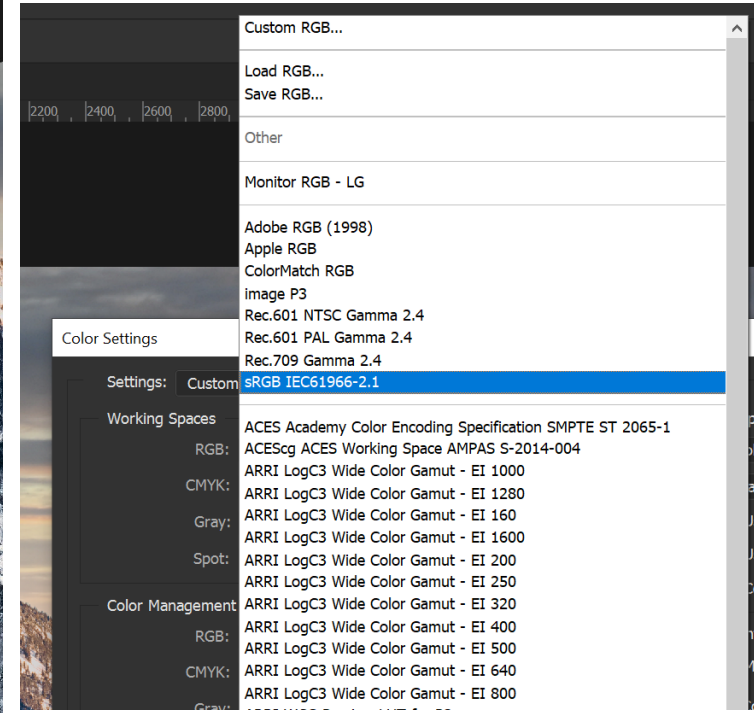 Custom RGB...
Load RGB...
Save RGB...
2200 2400 2600 2800
Other
Monitor RGB - LG
Adobe RGB (1998)
Apple RGB
ColorMatch RGB
image P3
Rec.601 NTSC Gamma 2.4
Color Settings
Rec.601 PAL Gamma 2.4
Rec.709 Gamma 2.4
Settings: Custom
sRGB IEC61966-2.1
Working Spaces
ACES Academy Color Encoding Specification SMPTE ST 2065-1
RGB:
ACEScg ACES Working Space AMPAS S-2014-004
ARRI LogC3 Wide Color Gamut - EI 1000
CMYK:
ARRI LogC3 Wide Color Gamut - EI 1280
ARRI LogC3 Wide Color Gamut - EI 160
Gray:
ARRI LogC3 Wide Color Gamut - EI 1600
Spot:
ARRI LogC3 Wide Color Gamut - EI 200
ARRI LogC3 Wide Color Gamut - EI 250
Color Management
ARRI LogC3 Wide Color Gamut - EI 320
ARRI LogC3 Wide Color Gamut - EI 400
RGB:
ARRI LogC3 Wide Color Gamut - EI 500
CMYK:
ARRI LogC3 Wide Color Gamut - EI 640
ARRI LogC3 Wide Color Gamut - EI 800
Gray: